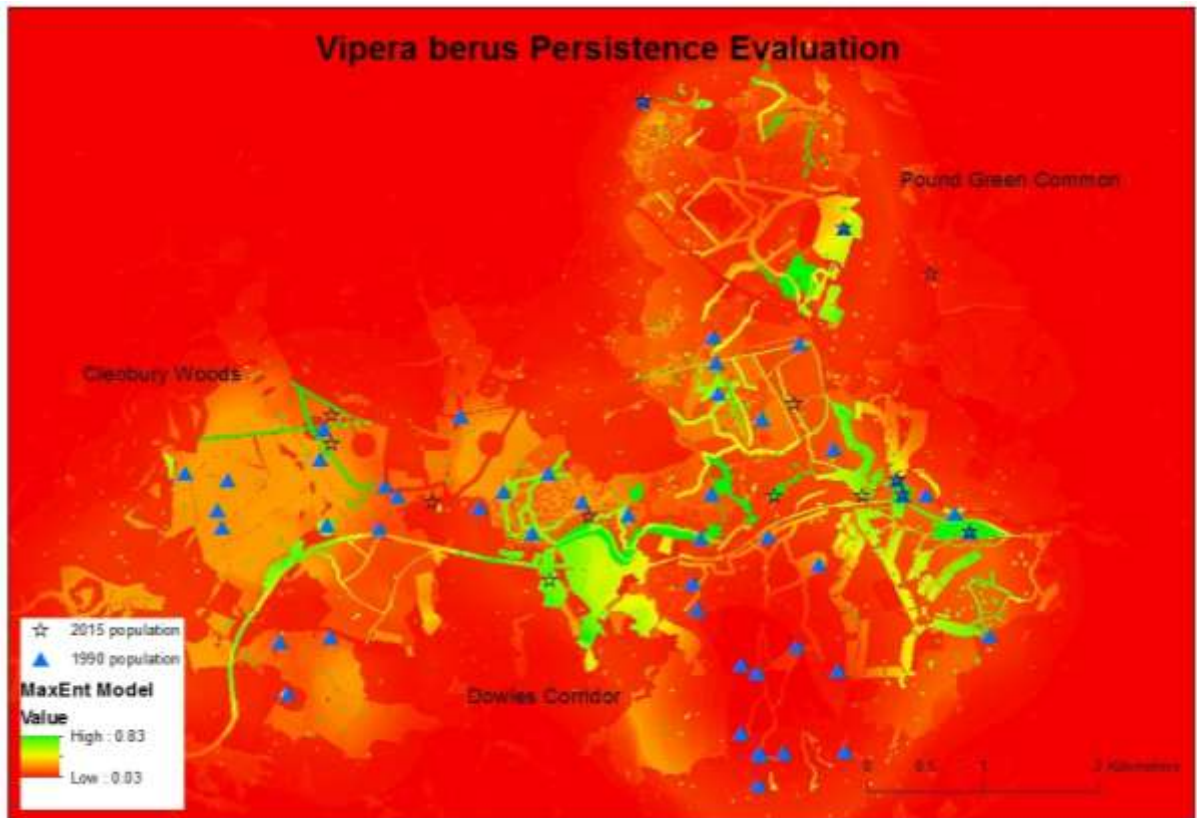 Vipera berus Persistence Evaluation
Pound Green Common
Cleobury Woods
Dowles Corridor
2015 population
1990 population
MaxEnt Model
Value
High : 0.83
Low : 0.03
0 0.5 1 2 Kilometers